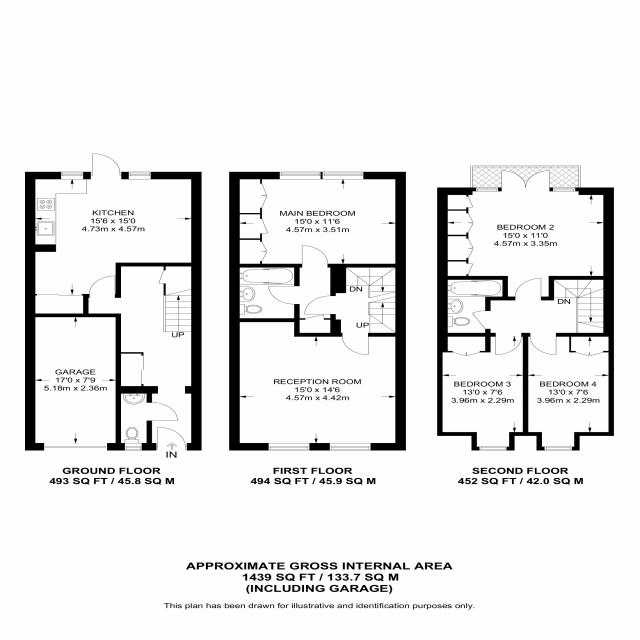 KITCHEN
15'6 x 15'0
4.73m x 4.57m
UP
GARAGE
17'0 x 7'9
5.18m x 2.36m
IN
GROUND FLOOR
493 SQ FT / 45.8 SQ M
MAIN BEDROOM
15'0 x 11'6
4.57m x 3.51m
DN
UP
RECEPTION ROOM
15'0 x 14'6
4.57m x 4.42m
FIRST FLOOR
494 SQ FT / 45.9 SQ M
BEDROOM 2
15'0 x 11'0
4.57m x 3.35m
DN
BEDROOM 3
13'0 x 7'6
3.96m x 2.29m
BEDROOM 4
13'0 x 7'6
3.96m x 2.29m
SECOND FLOOR
452 SQ FT / 42.0 SQ M
APPROXIMATE GROSS INTERNAL AREA
1439 SQ FT / 133.7 SQ M
(INCLUDING GARAGE)
This plan has been drawn for illustrative and identification purposes only.